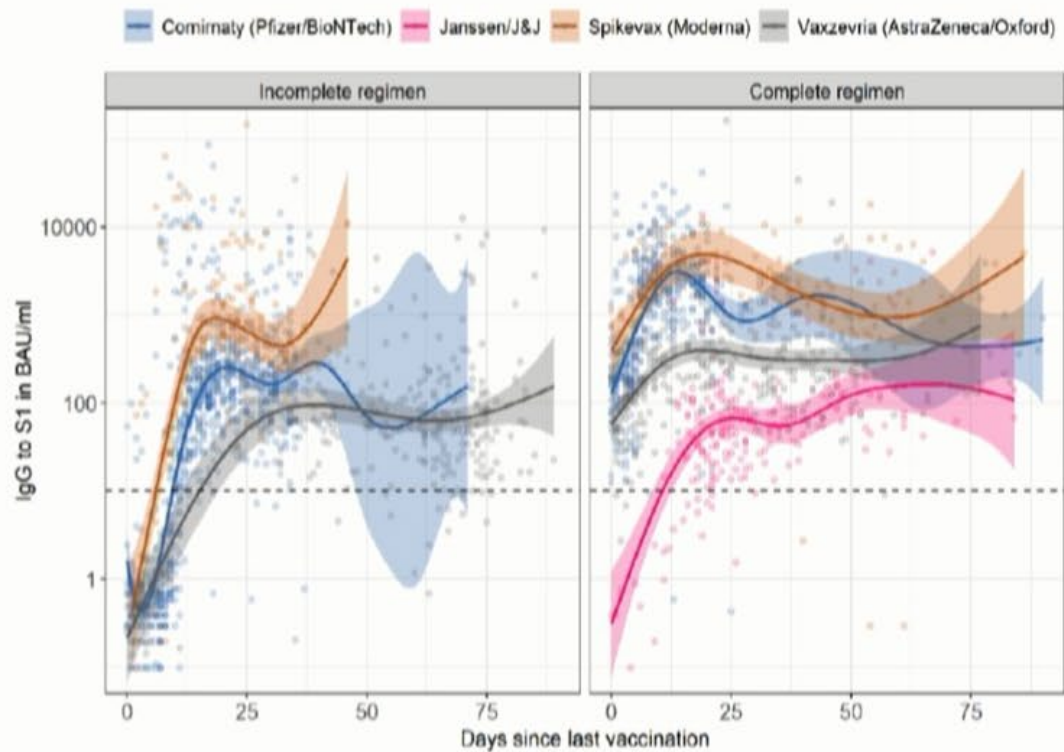 Comirnaty (Pfizer/BioNTech) Janssen/J&J Spikevax (Moderna) Vaxzevria (AstraZeneca/Oxford)
Incomplete regimen Complete regimen
IgG to S1 in BAU/ml
10000
100
1
0 25 50 75 0 25 50 75
Days since last vaccination